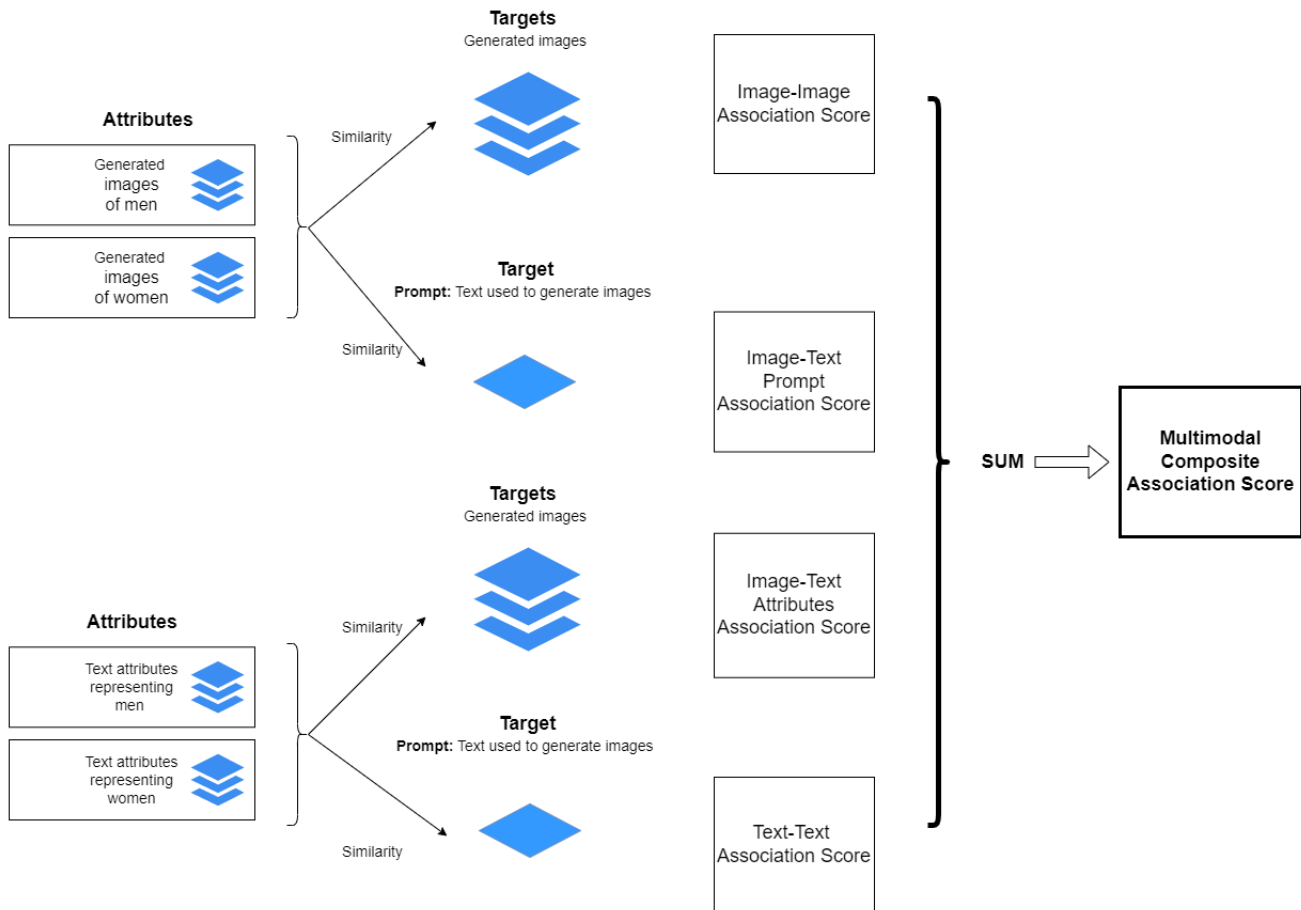 Targets
Generated images
Image-Image
Association Score
Attributes
Similarity
Generated
images
of men
Generated
images
of women
Target
Prompt: Text used to generate images
Similarity
Image-Text
Prompt
Association Score
SUM
Multimodal
Composite
Association Score
Targets
Generated images
Image-Text
Attributes
Association Score
Attributes
Similarity
Text attributes
representing
men
Target
Prompt: Text used to generate images
Text attributes
representing
women
Similarity
Text-Text
Association Score